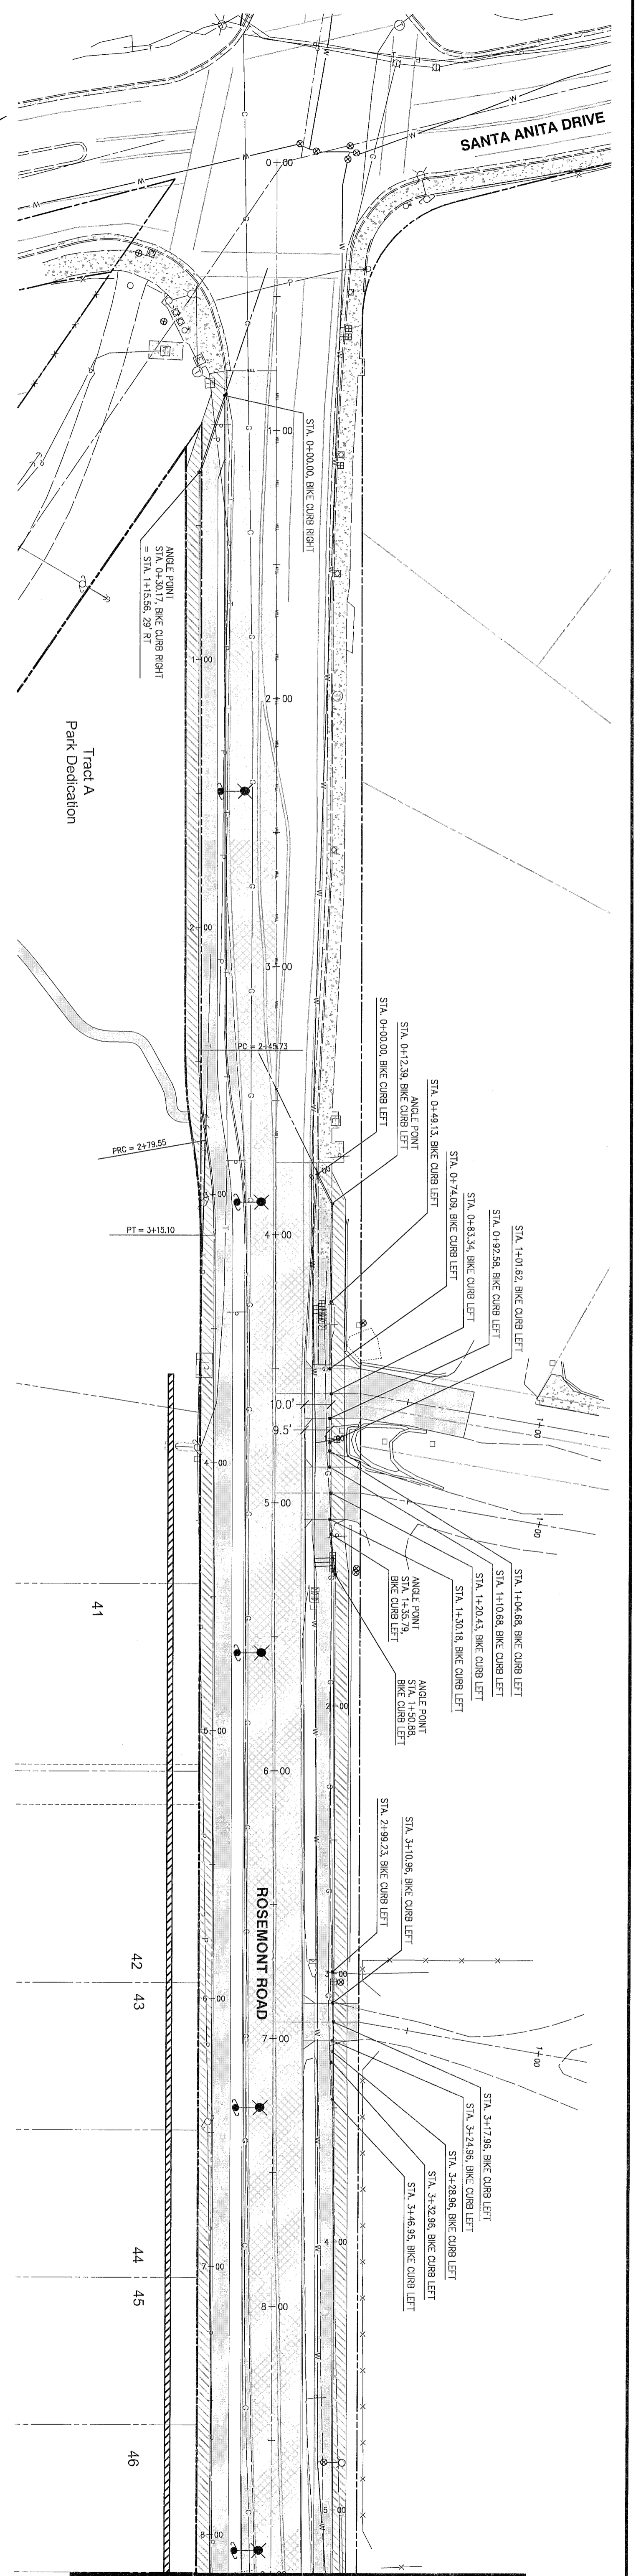 SANTA ANITA DRIVE
0+00
1+00
STA. 0+00.00, BIKE CURB RIGHT
ANGLE POINT
STA. 0+30.17, BIKE CURB RIGHT
= STA. 1+15.56, 29' RT
1+00
2+00
Tract A
Park Dedication
2+00
3+00
PC = 2+45.73
STA. 0+00.00, BIKE CURB LEFT
ANGLE POINT
STA. 0+12.39, BIKE CURB LEFT
STA. 0+49.13, BIKE CURB LEFT
STA. 0+74.09, BIKE CURB LEFT
STA. 0+83.34, BIKE CURB LEFT
STA. 0+92.58, BIKE CURB LEFT
STA. 1+01.62, BIKE CURB LEFT
PRC = 2+79.55
3+00
PT = 3+15.10
4+00
10.0'
9.5'
1+00
4+00
5+00
1+00
STA. 1+04.68, BIKE CURB LEFT
STA. 1+10.68, BIKE CURB LEFT
STA. 1+20.43, BIKE CURB LEFT
STA. 1+30.18, BIKE CURB LEFT
ANGLE POINT
STA. 1+35.79,
BIKE CURB LEFT
ANGLE POINT
STA. 1+50.88,
BIKE CURB LEFT
41
2+00
5+00
6+00
STA. 2+99.23, BIKE CURB LEFT
STA. 3+10.96, BIKE CURB LEFT
ROSEMONT ROAD
42
43
3+00
6+00
7+00
1+00
STA. 3+17.96, BIKE CURB LEFT
STA. 3+24.96, BIKE CURB LEFT
STA. 3+28.96, BIKE CURB LEFT
STA. 3+32.96, BIKE CURB LEFT
STA. 3+46.95, BIKE CURB LEFT
44
45
4+00
7+00
8+00
46
5+00
8+00